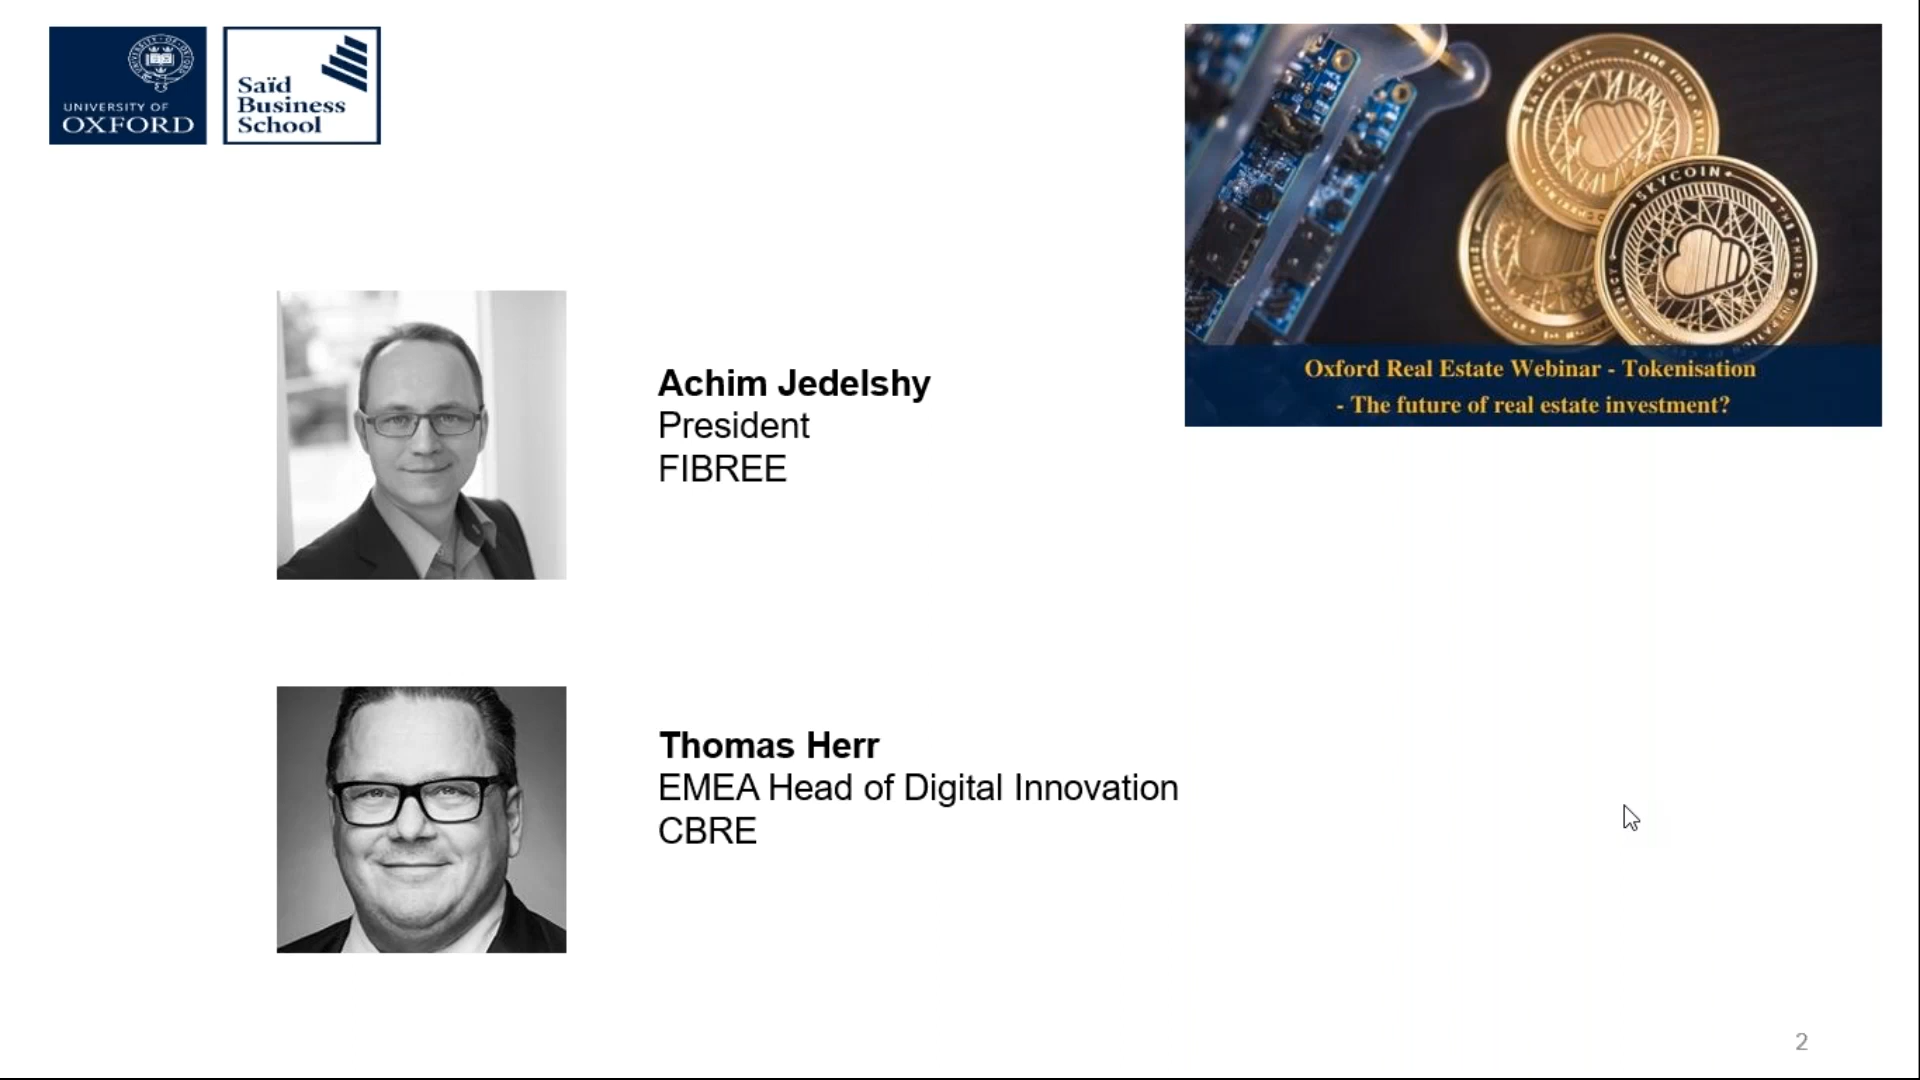 UNIVERSITY OF
OXFORD
Saïd
Business
School
SKYCOIN
Oxford Real Estate Webinar - Tokenisation
- The future of real estate investment?
Achim Jedelshy
President
FIBREE
Thomas Herr
EMEA Head of Digital Innovation
CBRE
2